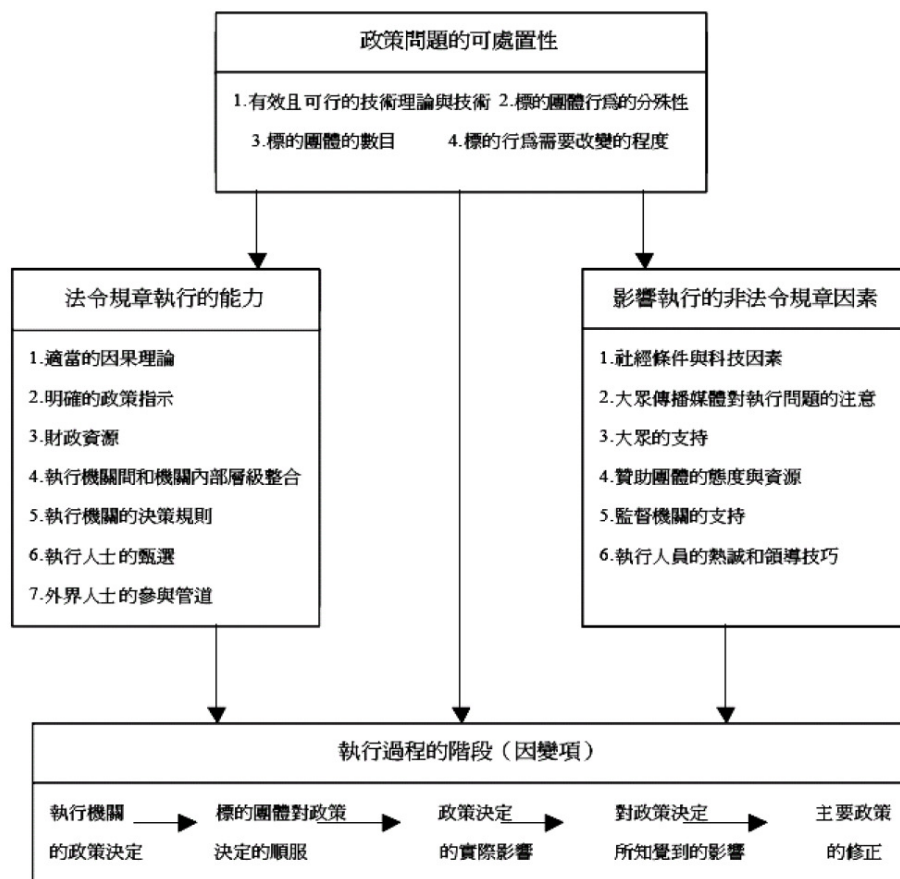 政策問題的可處置性
1.有效且可行的技術理論與技術 2.標的團體行爲的分殊性
3.標的團體的數目 4.標的行爲需要改變的程度
法令規章執行的能力
1.適當的因果理論
2.明確的政策指示
3.財政資源
4.執行機關間和機關內部層級整合
5.執行機關的決策規則
6.執行人士的甄選
7.外界人士的參與管道
影響執行的非法令規章因素
1.社經條件與科技因素
2.大眾傳播媒體對執行問題的注意
3.大眾的支持
4.贊助團體的態度與資源
5.監督機關的支持
6.執行人員的熱誠和領導技巧
執行過程的階段（因變項）
執行機關
的政策決定
標的團體對政策
決定的順服
政策決定
的實際影響
對政策決定
所知覺到的影響
主要政策
的修正